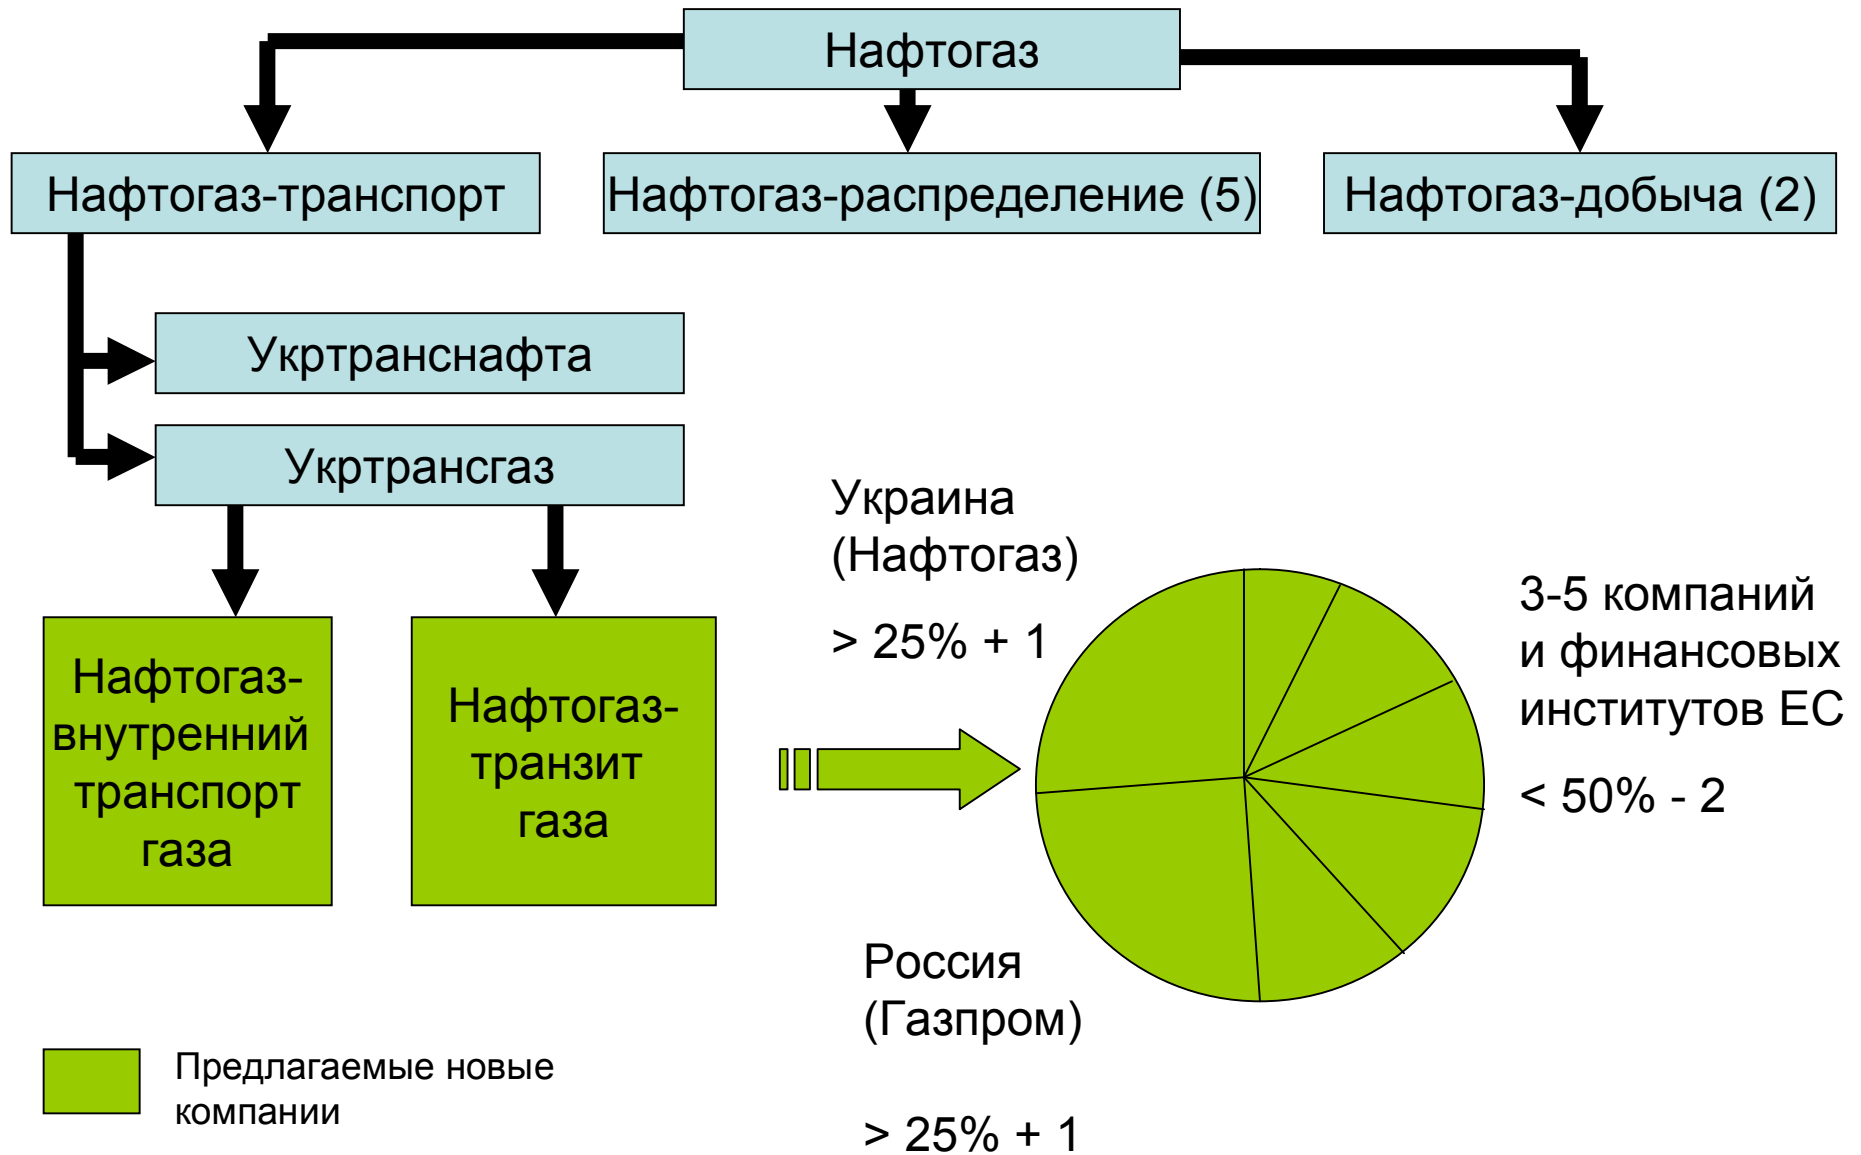 Нафтогаз
Нафтогаз-транспорт
Нафтогаз-распределение (5)
Нафтогаз-добыча (2)
Укртранснафта
Укртрансгаз
Нафтогаз-
внутренний
транспорт
газа
Нафтогаз-
транзит
газа
Украина
(Нафтогаз)
> 25% + 1
3-5 компаний
и финансовых
институтов ЕС
< 50% - 2
Россия
(Газпром)
> 25% + 1
Предлагаемые новые
компании